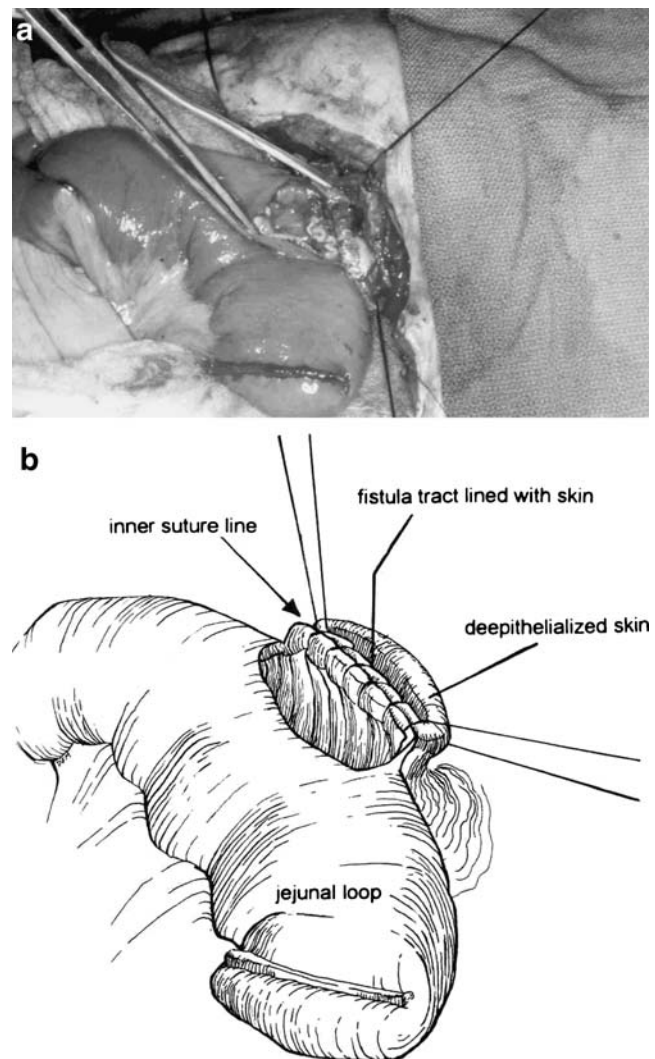 a
b
fistula tract lined with skin
inner suture line
deepithelialized skin
jejunal loop